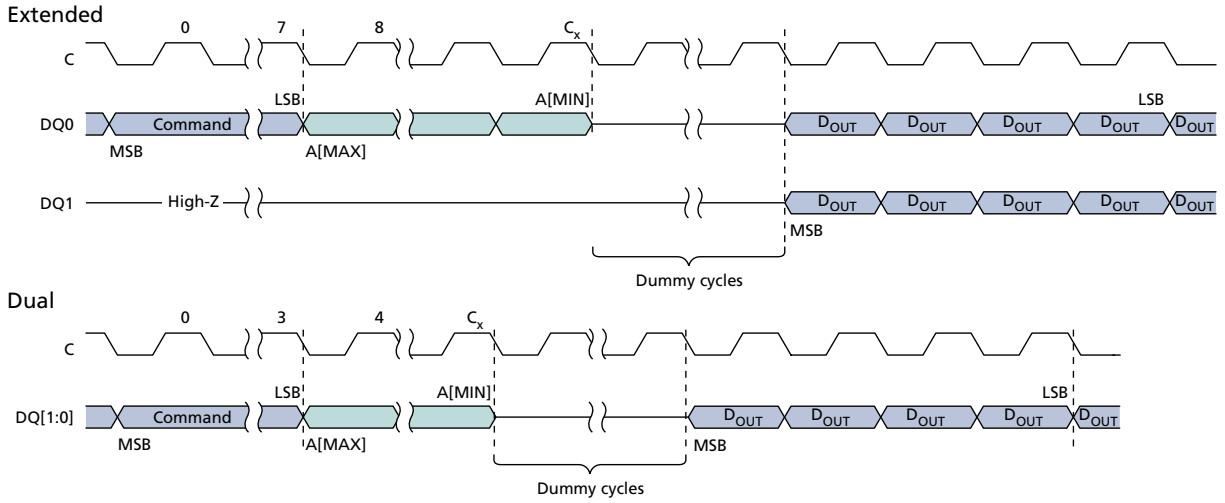 Extended
0 7 8 Cx
C
LSB A[MIN] LSB
DQ0 Command DOUT DOUT DOUT DOUT DOUT
MSB A[MAX]
DQ1 High-Z DOUT DOUT DOUT DOUT DOUT
MSB
Dummy cycles
Dual
0 3 4 Cx
C
LSB A[MIN] LSB
DQ[1:0] Command DOUT DOUT DOUT DOUT DOUT
MSB A[MAX] MSB
Dummy cycles